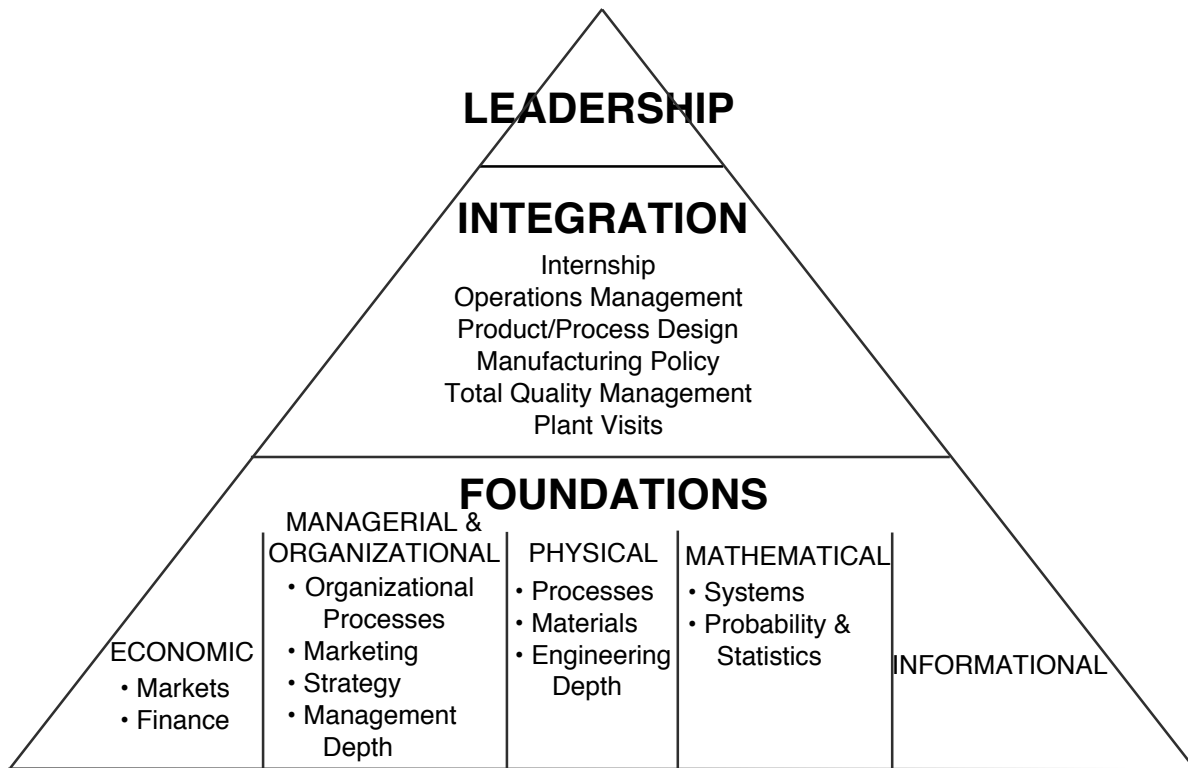 LEADERSHIP
INTEGRATION
Internship
Operations Management
Product/Process Design
Manufacturing Policy
Total Quality Management
Plant Visits
FOUNDATIONS
ECONOMIC
• Markets
• Finance
MANAGERIAL &
ORGANIZATIONAL
• Organizational
Processes
• Marketing
• Strategy
• Management
Depth
PHYSICAL
• Processes
• Materials
• Engineering
Depth
MATHEMATICAL
• Systems
• Probability &
Statistics
INFORMATIONAL